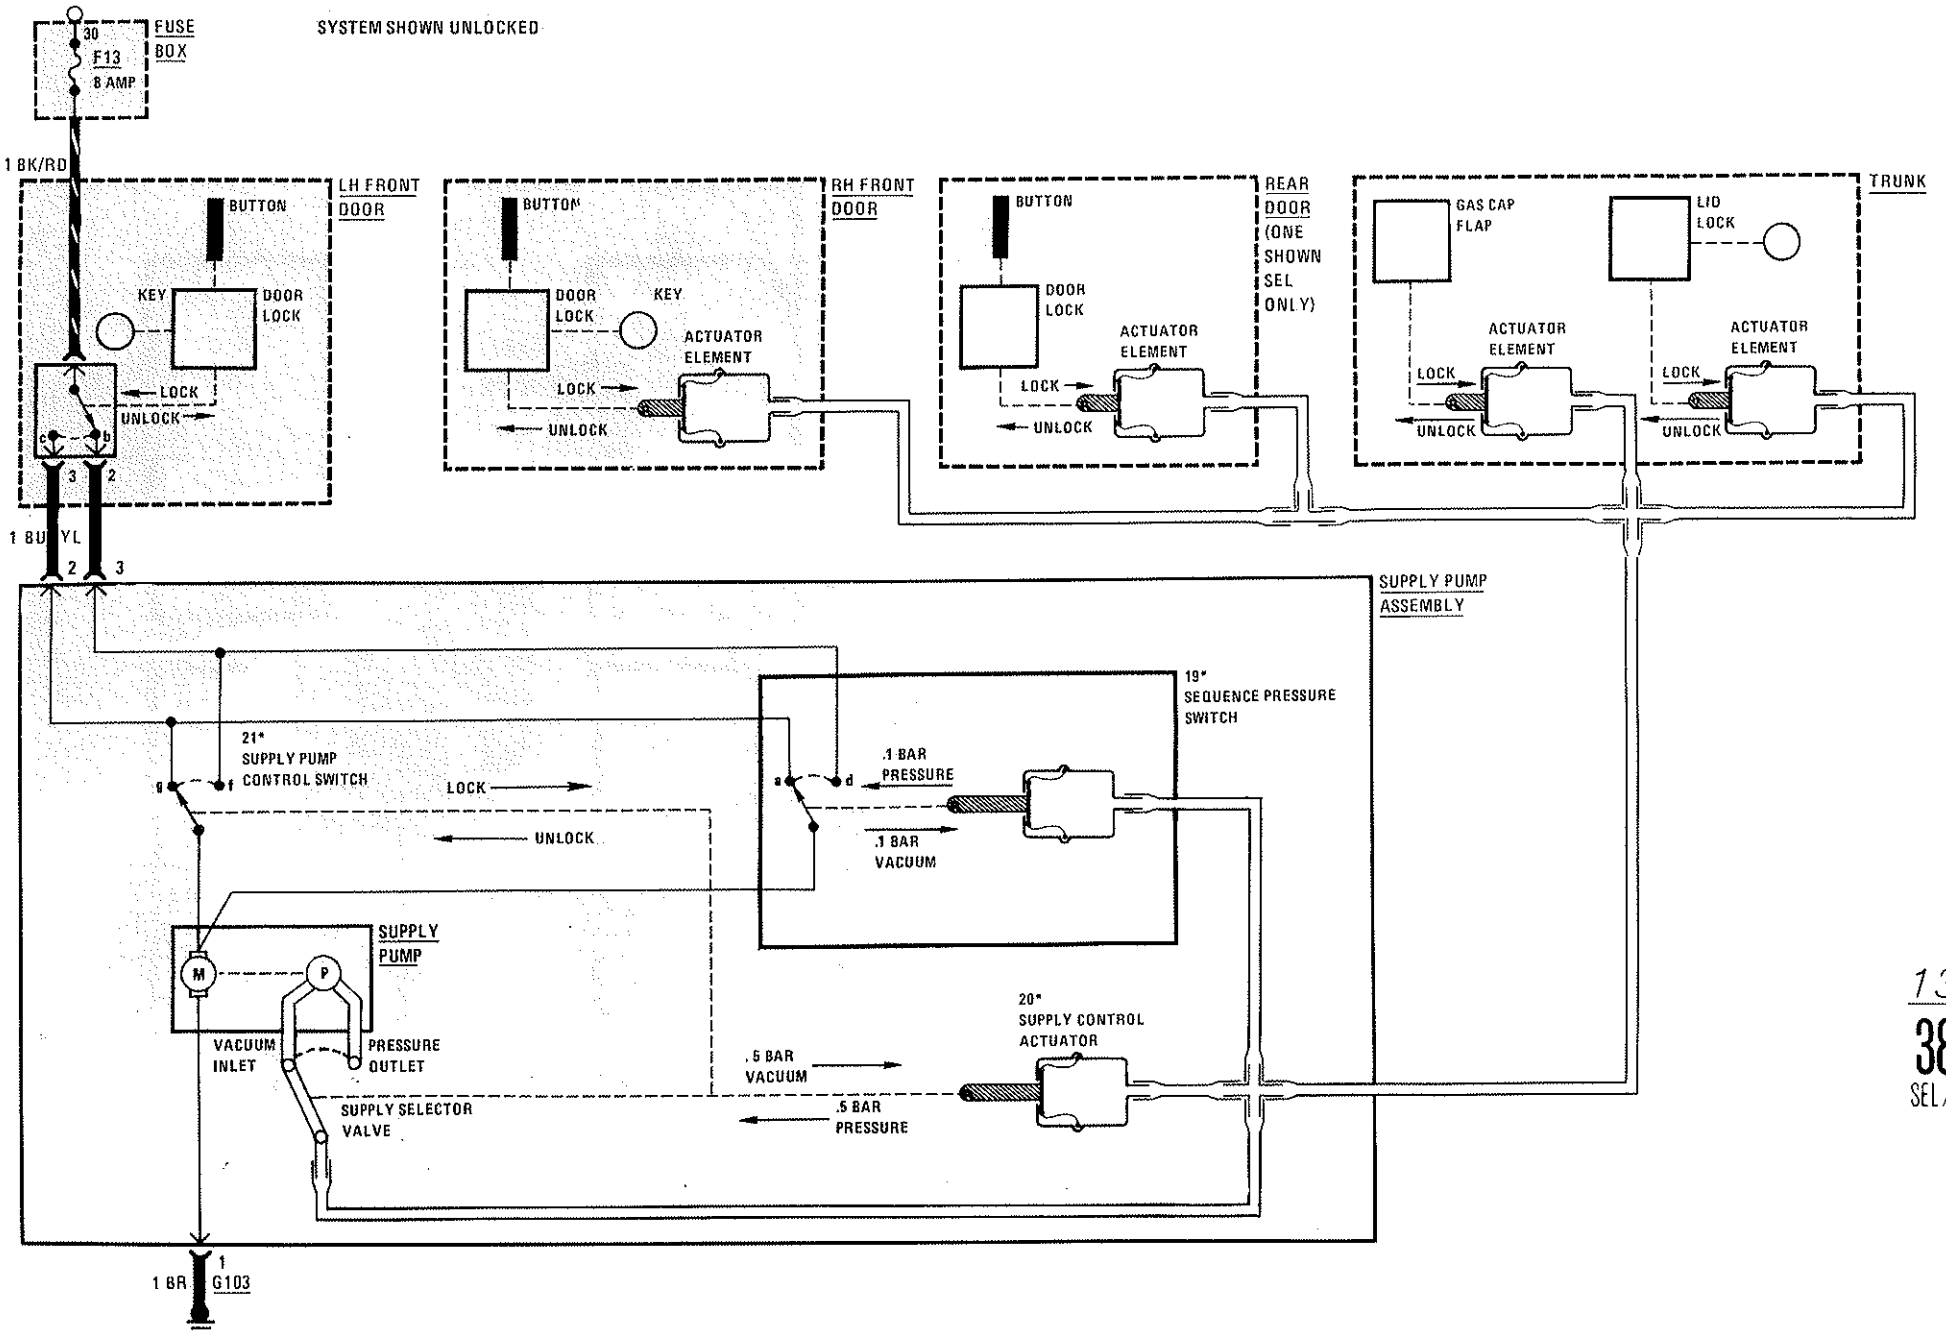 SYSTEM SHOWN UNLOCKED
30
F13
8 AMP
FUSE
BOX
1 BK/RD
LH FRONT
DOOR
BUTTON
KEY
DOOR
LOCK
LOCK
UNLOCK
c
b
3
2
1 BU YL
2
3
RH FRONT
DOOR
BUTTON
DOOR
LOCK
KEY
ACTUATOR
ELEMENT
LOCK
UNLOCK
REAR
DOOR
(ONE
SHOWN
SEL
ONLY)
BUTTON
DOOR
LOCK
ACTUATOR
ELEMENT
LOCK
UNLOCK
TRUNK
GAS CAP
FLAP
LID
LOCK
ACTUATOR
ELEMENT
LOCK
UNLOCK
ACTUATOR
ELEMENT
LOCK
UNLOCK
SUPPLY PUMP
ASSEMBLY
19*
SEQUENCE PRESSURE
SWITCH
21*
SUPPLY PUMP
CONTROL SWITCH
g
f
LOCK
UNLOCK
a
d
.1 BAR
PRESSURE
.1 BAR
VACUUM
SUPPLY
PUMP
M
P
VACUUM
INLET
PRESSURE
OUTLET
20*
SUPPLY CONTROL
ACTUATOR
.5 BAR
VACUUM
.5 BAR
PRESSURE
SUPPLY SELECTOR
VALVE
1
1 BR
G103
13
38
SEL